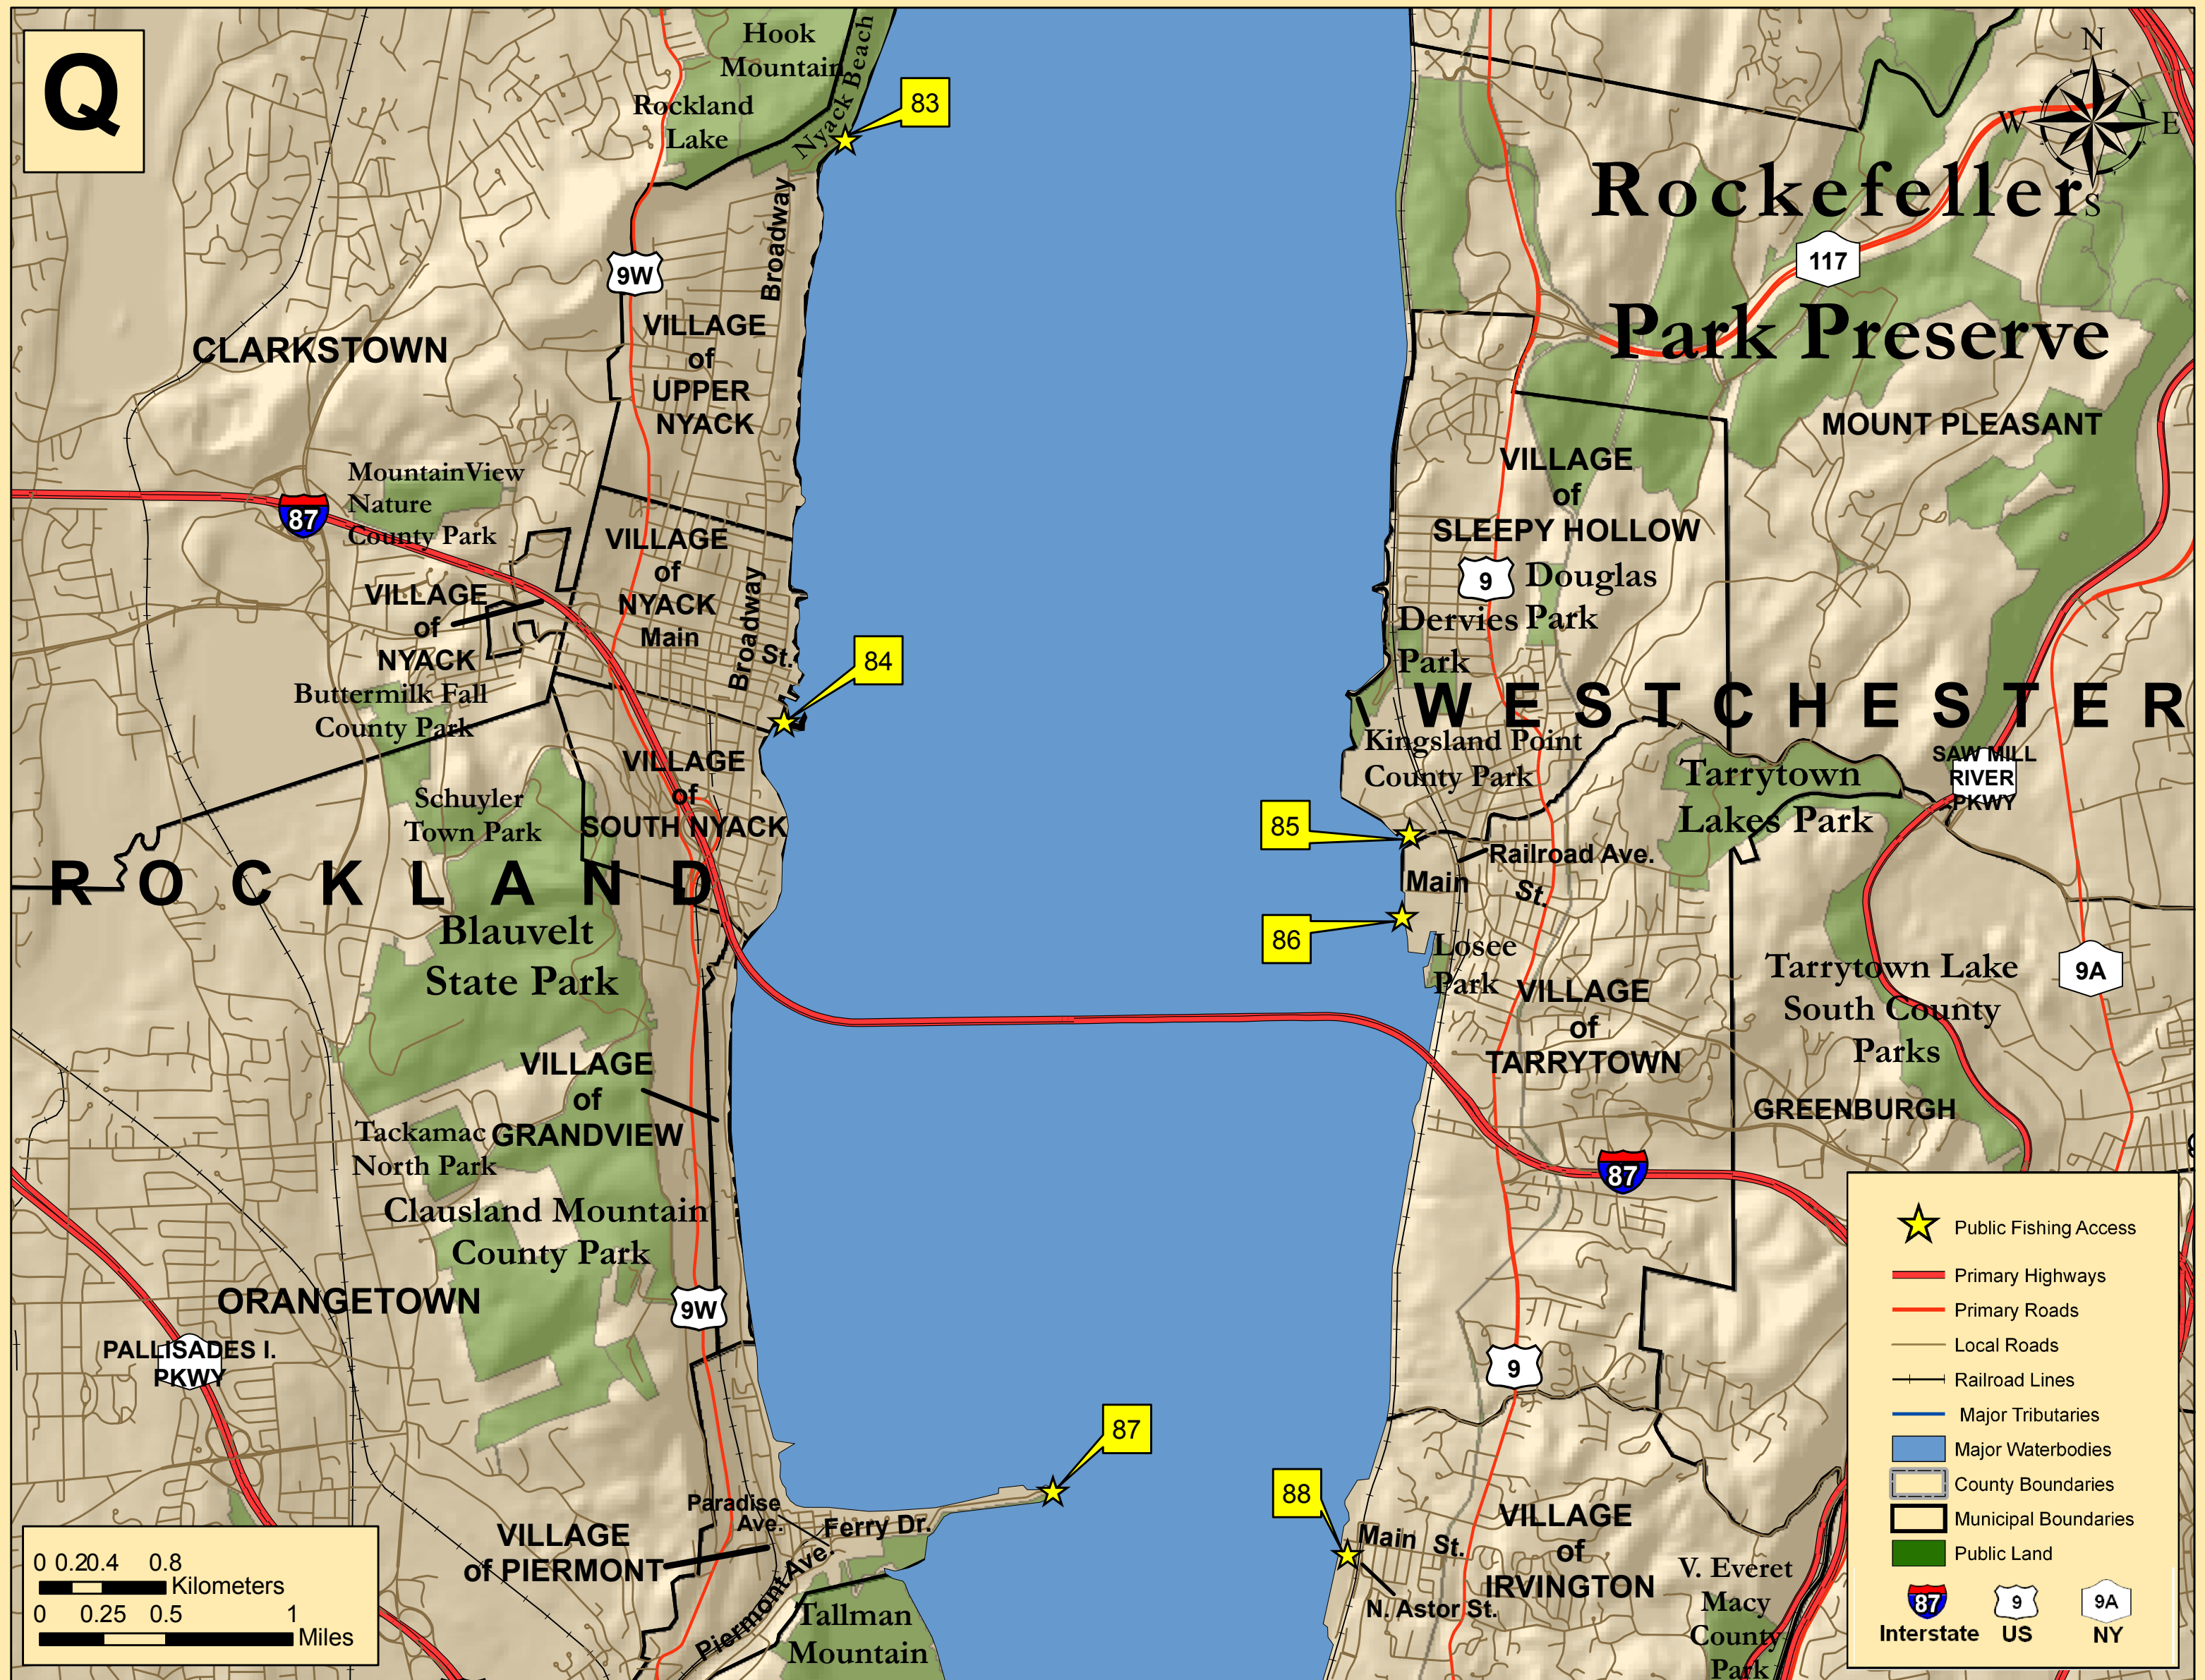 Q
Hook
Mountain
Nyack Beach
83
Rockland
Lake
Broadway
9W
VILLAGE
of
UPPER
NYACK
CLARKSTOWN
MountainView
Nature
County Park
87
VILLAGE
of
NYACK
Main
St.
Broadway
84
VILLAGE
of
NYACK
Buttermilk Fall
County Park
Schuyler
Town Park
VILLAGE
of
SOUTH NYACK
ROCKLAND
Blauvelt
State Park
VILLAGE
of
GRANDVIEW
Tackamac
North Park
Clausland Mountain
County Park
ORANGETOWN
9W
PALLISADES I.
PKWY
87
Paradise
Ave.
Ferry Dr.
VILLAGE
of PIERMONT
Piermont Ave.
Tallman
Mountain
0 0.2 0.4 0.8
Kilometers
0 0.25 0.5 1
Miles
N
W E
S
Rockefeller
117
Park Preserve
MOUNT PLEASANT
VILLAGE
of
SLEEPY HOLLOW
9
Douglas
Park
Dervies
Park
WESTCHESTER
Kingsland Point
County Park
Tarrytown
Lakes Park
SAW MILL
RIVER
PKWY
85
Railroad Ave.
Main St.
86
Losee
Park
VILLAGE
of
TARRYTOWN
Tarrytown Lake
South County
Parks
9A
GREENBURGH
87
9
88
Main St.
N. Astor St.
VILLAGE
of
IRVINGTON
V. Everet
Macy
County
Park
Public Fishing Access
Primary Highways
Primary Roads
Local Roads
Railroad Lines
Major Tributaries
Major Waterbodies
County Boundaries
Municipal Boundaries
Public Land
87 9 9A
Interstate US NY